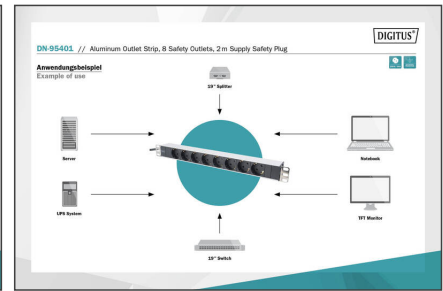 DIGITUS®
DN-95401 // Aluminum Outlet Strip, 8 Safety Outlets, 2 m Supply Safety Plug
Anwendungsbeispiel
Example of use
19" Splitter
Server
Notebook
UPS System
TFT Monitor
19" Switch